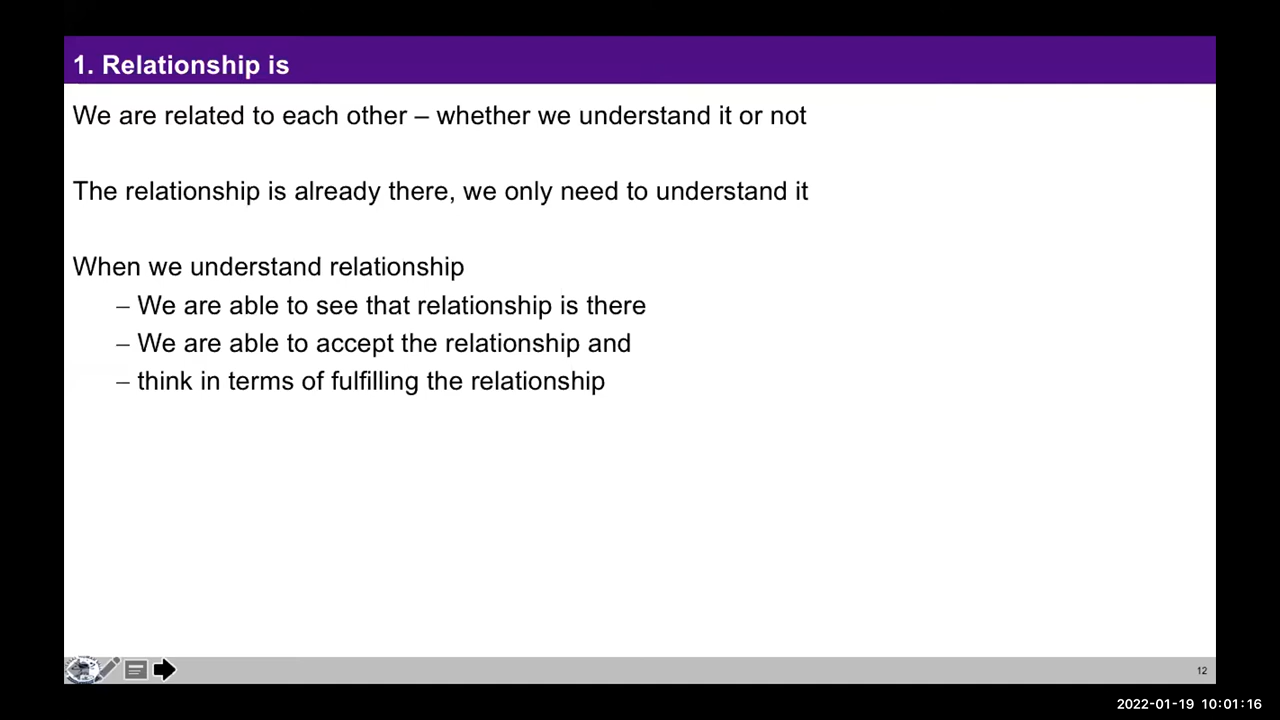 1. Relationship is
We are related to each other – whether we understand it or not
The relationship is already there, we only need to understand it
When we understand relationship
– We are able to see that relationship is there
– We are able to accept the relationship and
– think in terms of fulfilling the relationship
12
2022-01-19 10:01:16